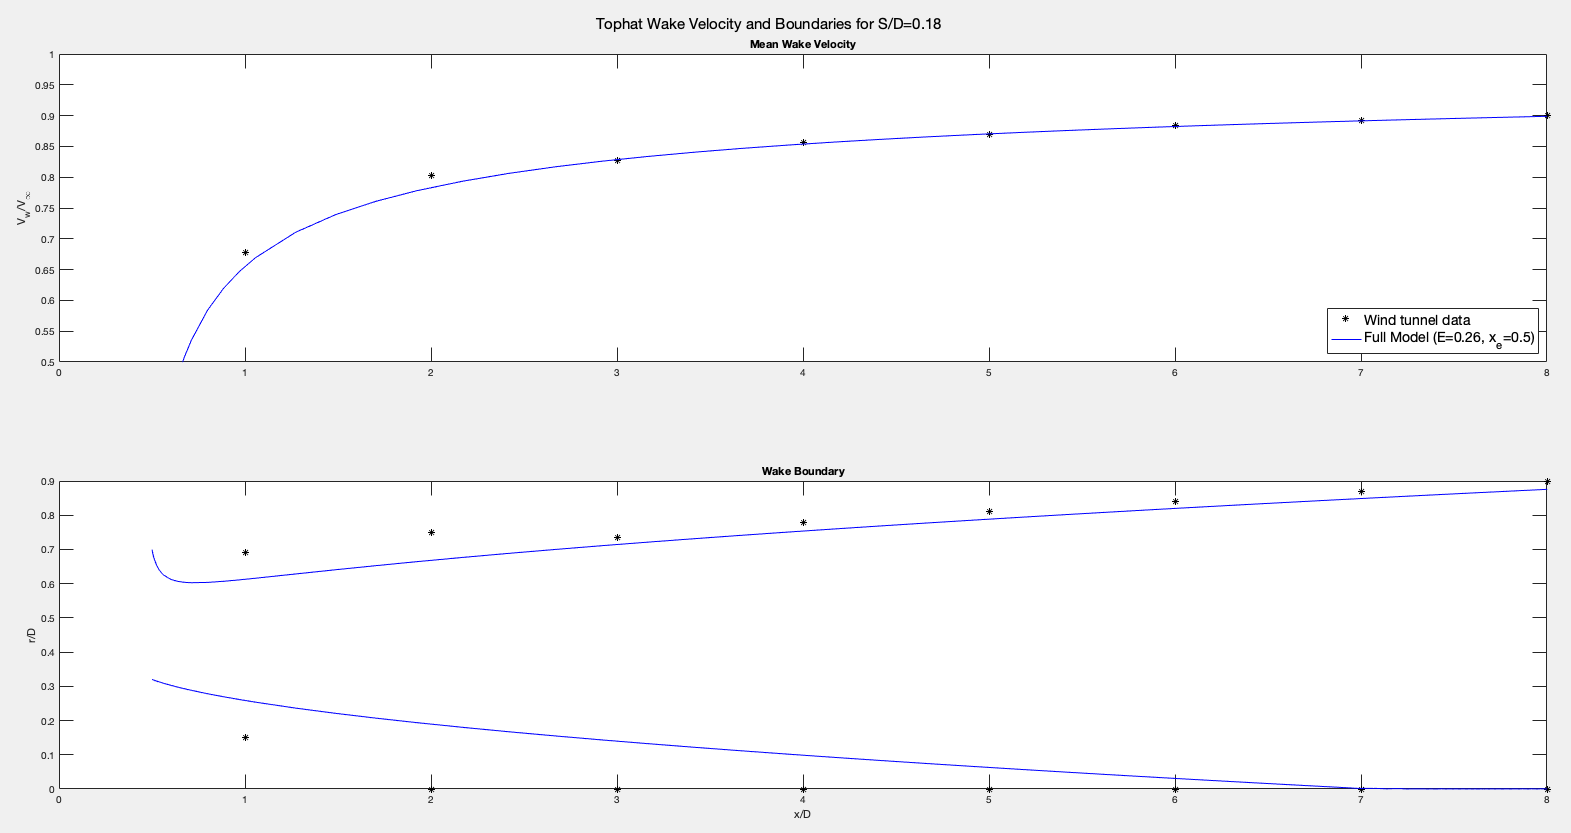 Tophat Wake Velocity and Boundaries for S/D=0.18
Mean Wake Velocity
1
0.95
0.9
0.85
0.8
0.75
0.7
0.65
0.6
0.55
0.5
V_w/V_∞
0 1 2 3 4 5 6 7 8
Wind tunnel data
Full Model (E=0.26, x_e=0.5)
Wake Boundary
0.9
0.8
0.7
0.6
0.5
0.4
0.3
0.2
0.1
0
r/D
0 1 2 3 4 5 6 7 8
x/D